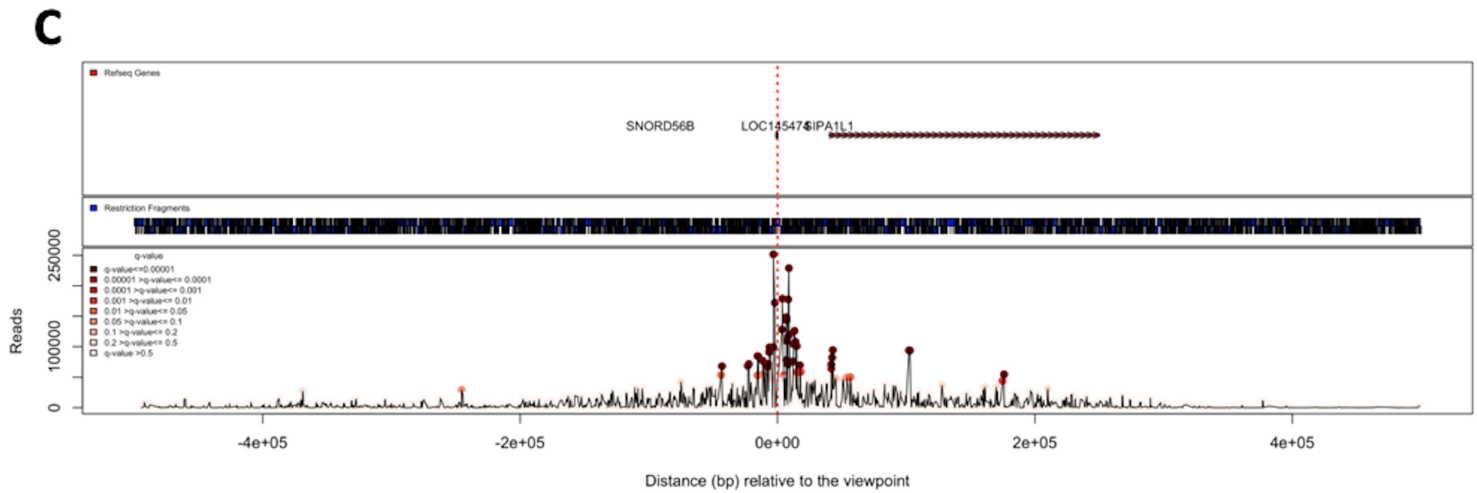 C
Refseq Genes
SNORD56B LOC145474 SIPA1L1
Restriction Fragments
q-value
q-value<=0.00001
0.00001 >q-value<= 0.0001
0.0001 >q-value<= 0.001
0.001 >q-value<= 0.01
0.01 >q-value<= 0.05
0.05 >q-value<= 0.1
0.1 >q-value<= 0.2
0.2 >q-value<= 0.5
q-value >0.5
Reads
250000
100000
0
-4e+05 -2e+05 0e+00 2e+05 4e+05
Distance (bp) relative to the viewpoint